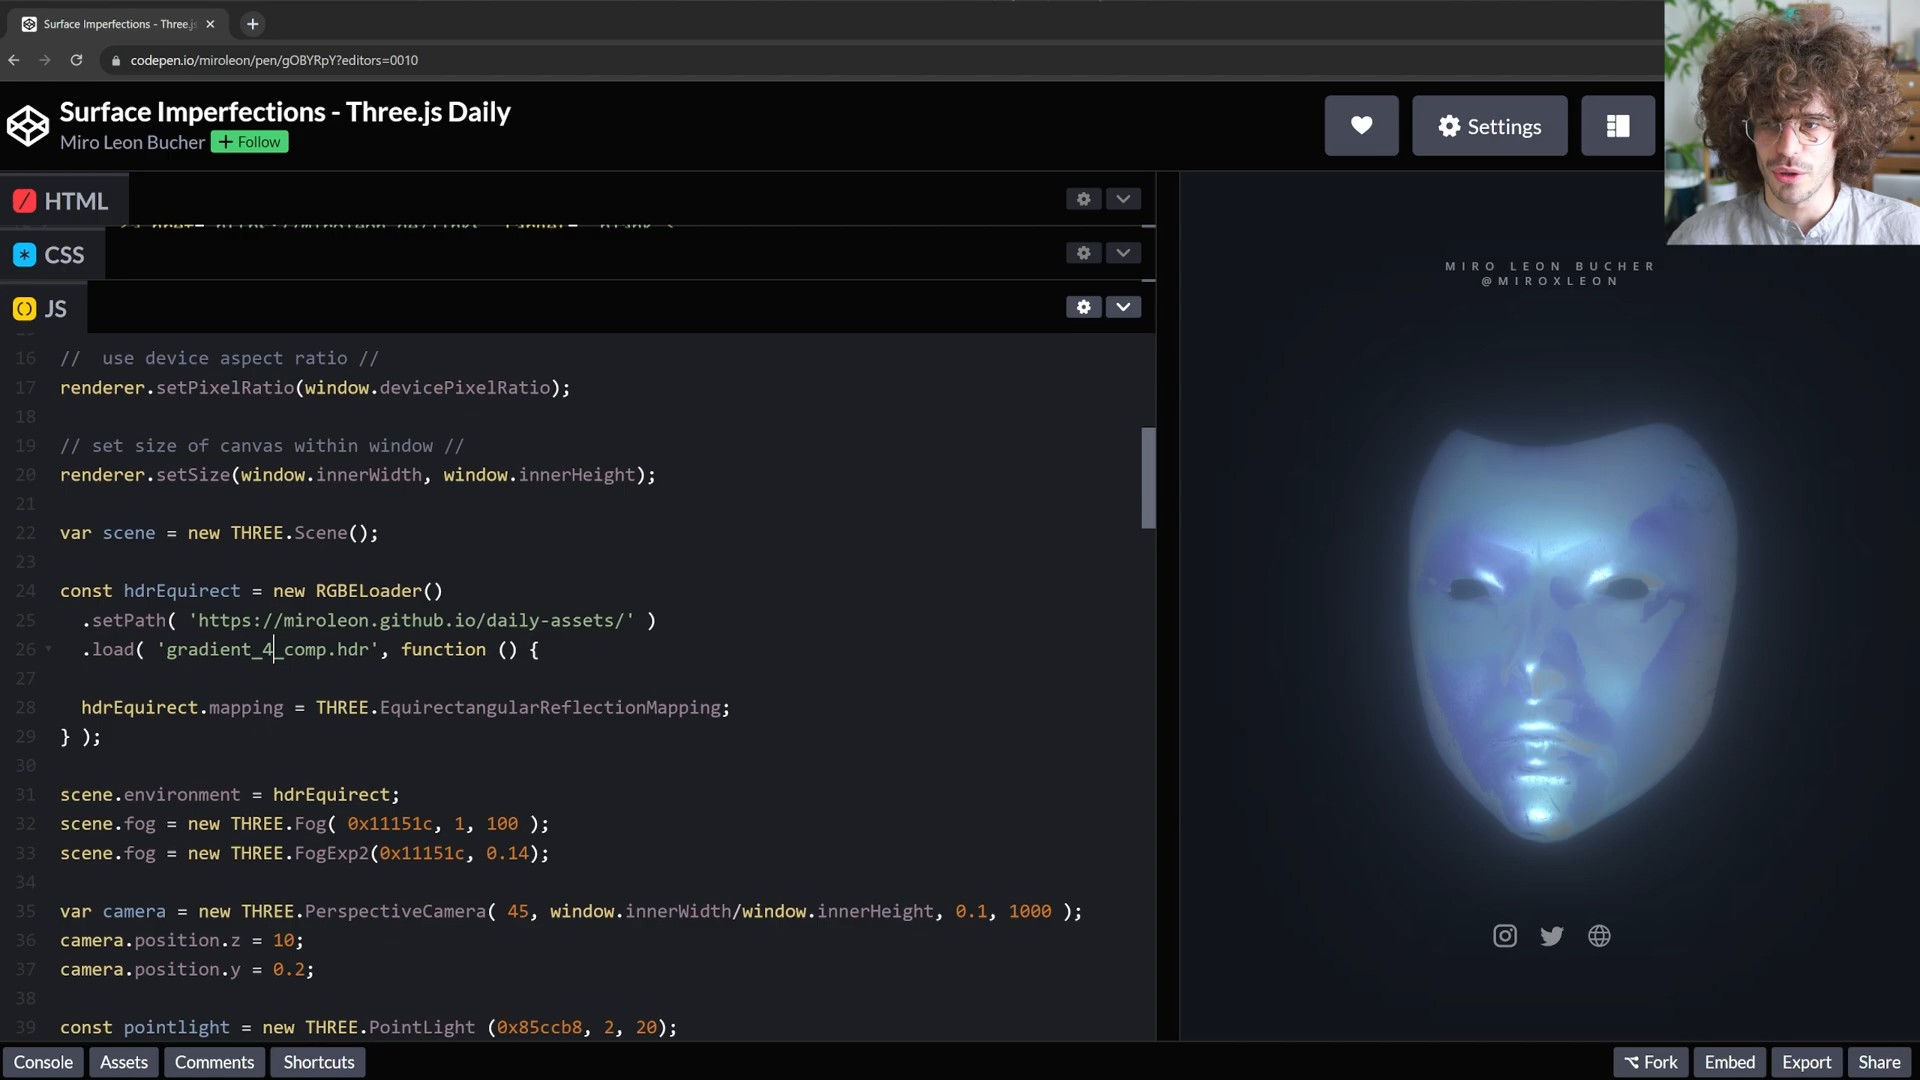 Surface Imperfections - Three.js
codepen.io/miroleon/pen/gOBYRpY?editors=0010
Surface Imperfections - Three.js Daily
Miro Leon Bucher
+ Follow
Settings
HTML
CSS
JS
16 //  use device aspect ratio //
17 renderer.setPixelRatio(window.devicePixelRatio);
18
19 // set size of canvas within window //
20 renderer.setSize(window.innerWidth, window.innerHeight);
21
22 var scene = new THREE.Scene();
23
24 const hdrEquirect = new RGBELoader()
25   .setPath( 'https://miroleon.github.io/daily-assets/' )
26   .load( 'gradient_4_comp.hdr', function () {
27
28   hdrEquirect.mapping = THREE.EquirectangularReflectionMapping;
29 } );
30
31 scene.environment = hdrEquirect;
32 scene.fog = new THREE.Fog( 0x11151c, 1, 100 );
33 scene.fog = new THREE.FogExp2(0x11151c, 0.14);
34
35 var camera = new THREE.PerspectiveCamera( 45, window.innerWidth/window.innerHeight, 0.1, 1000 );
36 camera.position.z = 10;
37 camera.position.y = 0.2;
38
39 const pointlight = new THREE.PointLight (0x85ccb8, 2, 20);
MIRO LEON BUCHER
@MIROXLEON
Console Assets Comments Shortcuts
Fork Embed Export Share